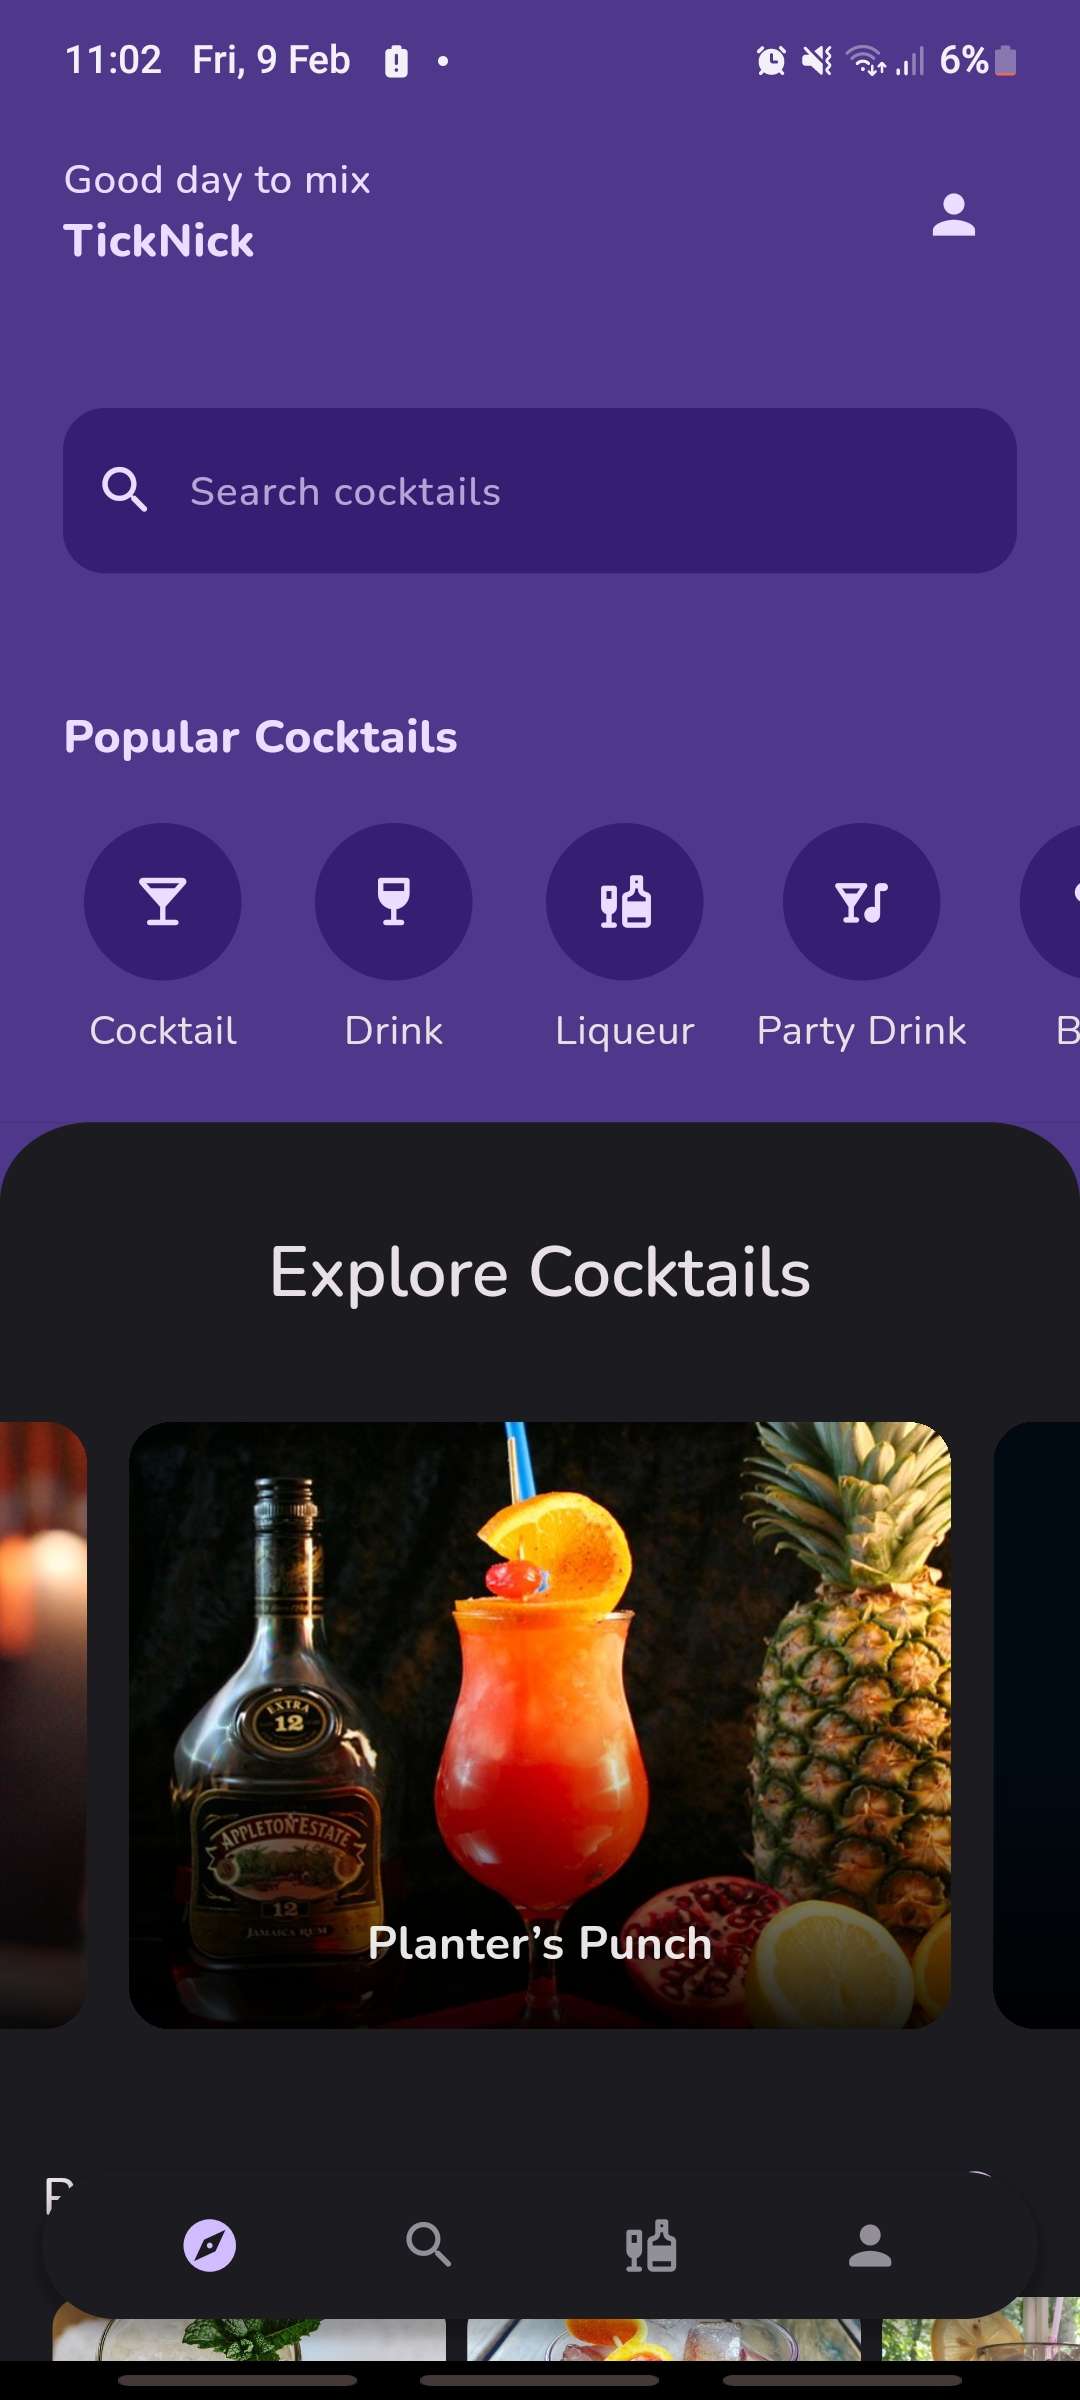 11:02 Fri, 9 Feb 6%
Good day to mix
TickNick
Search cocktails
Popular Cocktails
Cocktail Drink Liqueur Party Drink B
Explore Cocktails
EXTRA
12
APPLETON ESTATE
12
JAMAICA RUM
Planter’s Punch